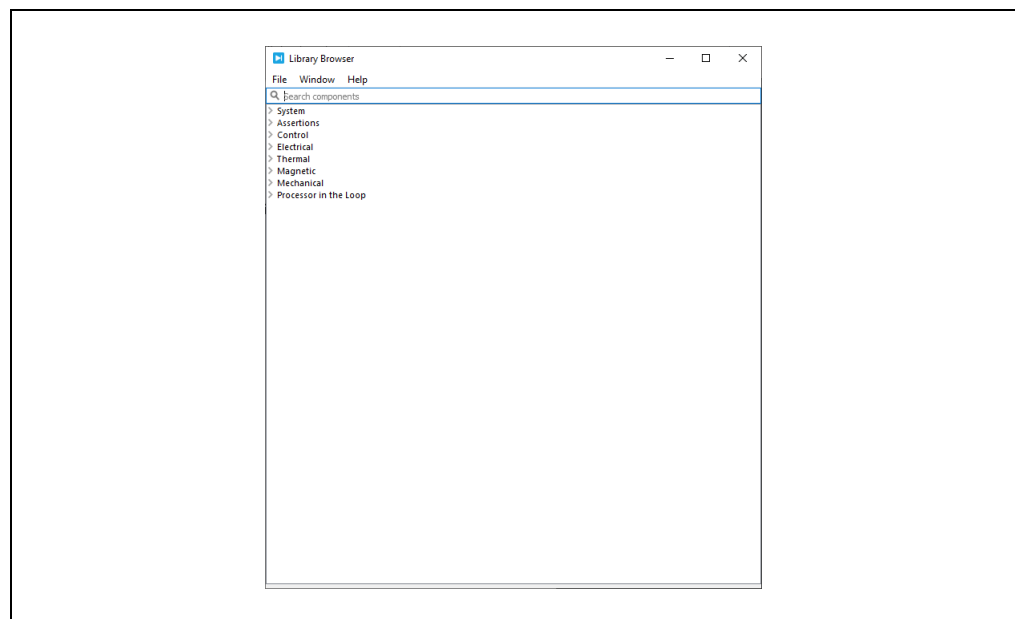 Library Browser
File Window Help
Search components
System
Assertions
Control
Electrical
Thermal
Magnetic
Mechanical
Processor in the Loop